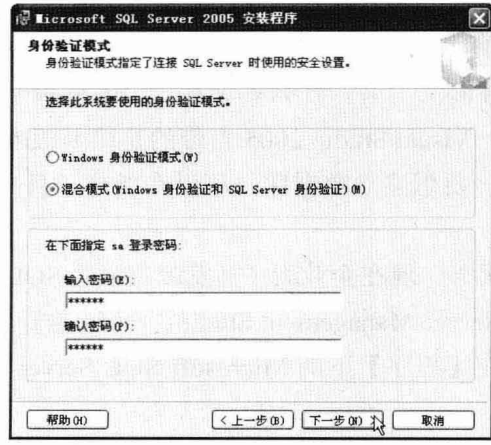 Microsoft SQL Server 2005 安装程序
身份验证模式
身份验证模式指定了连接 SQL Server 时使用的安全设置。
选择此系统要使用的身份验证模式。
Windows 身份验证模式(W)
混合模式(Windows 身份验证和 SQL Server 身份验证)(M)
在下面指定 sa 登录密码:
输入密码(E):
******
确认密码(P):
******
帮助(H)
< 上一步(B)
下一步(N) >
取消